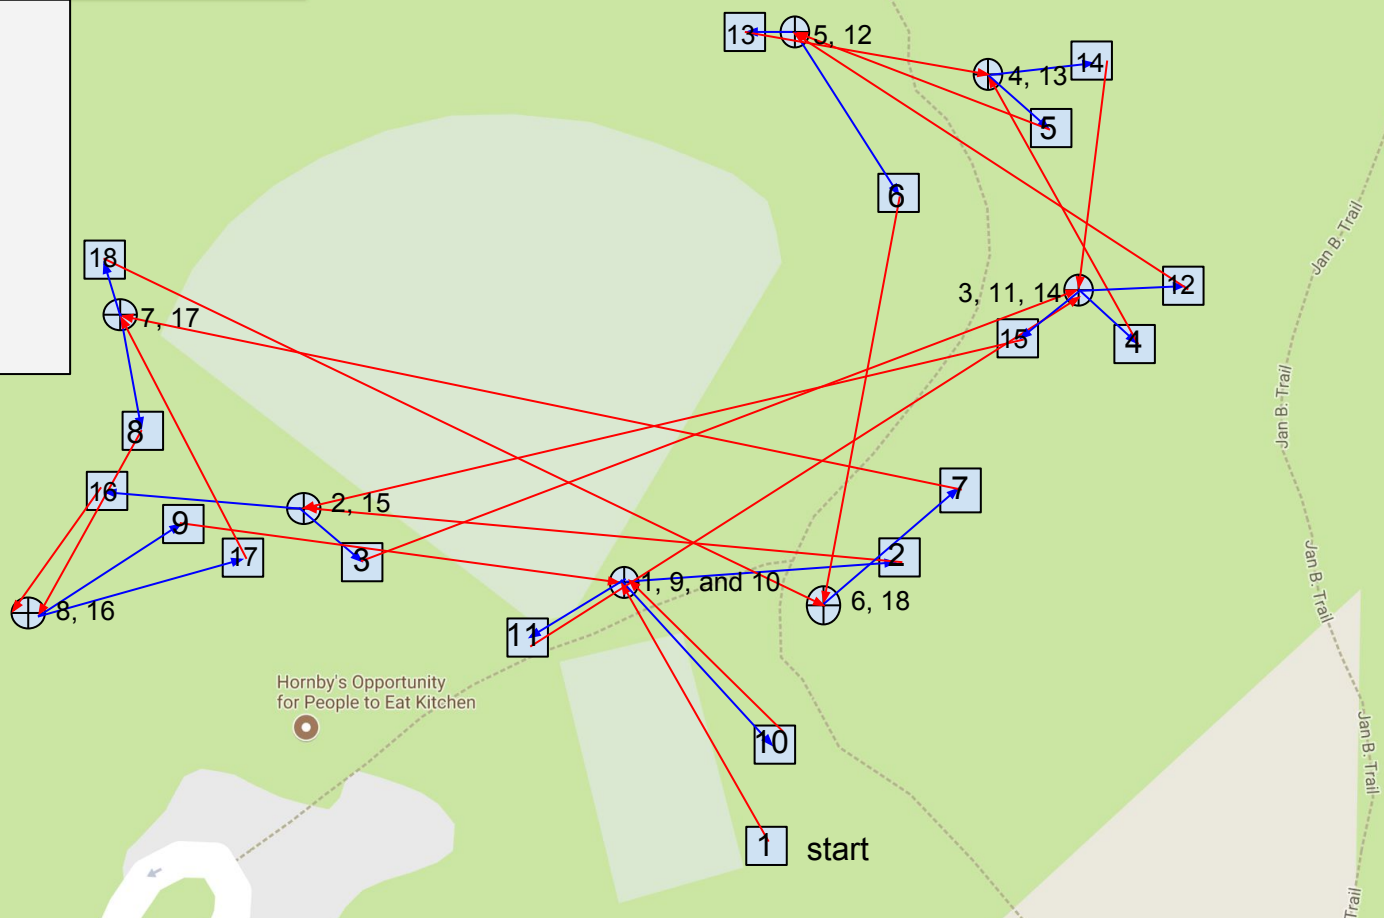 13
5, 12
4, 13
14
5
6
Jan B. Trail
18
7, 17
3, 11, 14
12
15
4
Jan B. Trail
8
16
2, 15
7
9
17
3
2
Jan B. Trail
1, 9, and 10
6, 18
8, 16
11
Hornby's Opportunity
for People to Eat Kitchen
10
Jan B. Trail
1
start
Trail